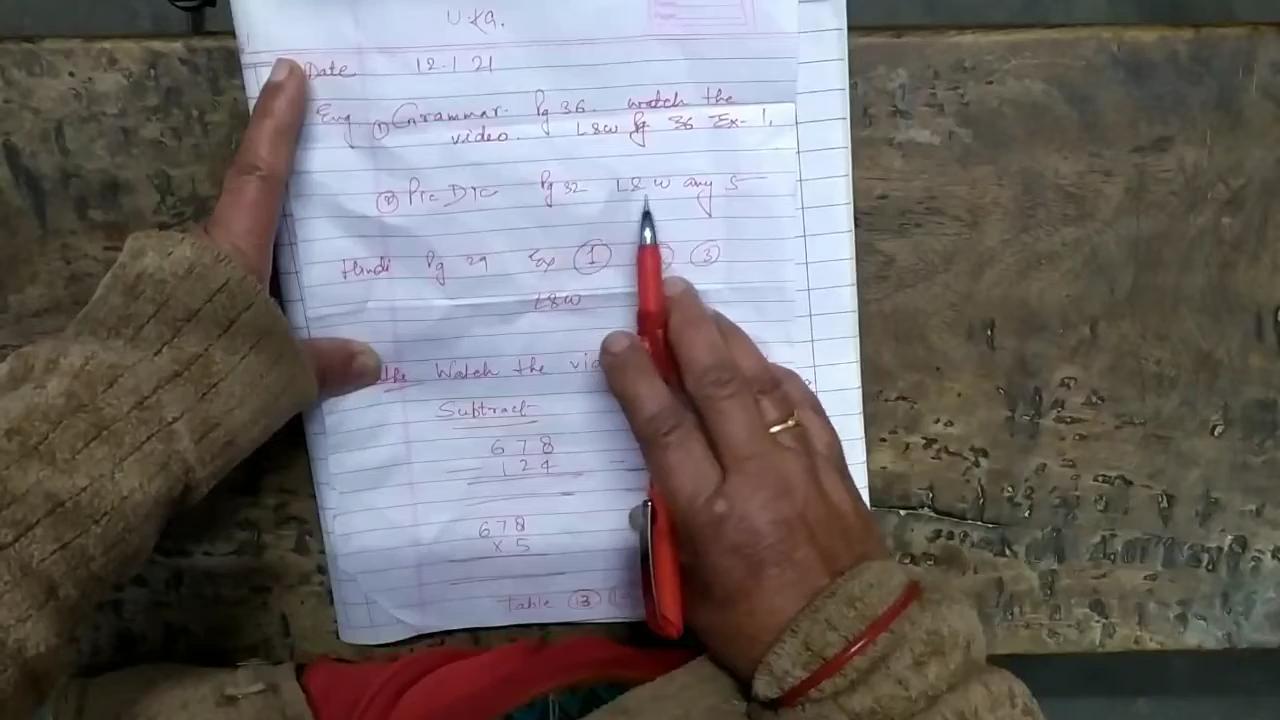 U.K.G.
Date 12.1 21
Eng ① Grammar. Pg 36. watch the
video. L&W Pg 36 Ex-1.
② Pic Dic Pg 32 L&W any 5
Hindi Pg 29 Ex ① ③
L&W
Watch the
Subtract
678
124
678
x 5
table ⑬